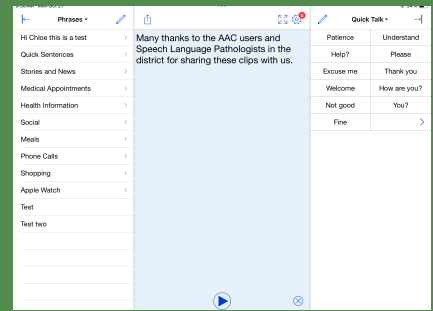 Phrases
Quick Talk
Hi Chloe this is a test
Quick Sentences
Stories and News
Medical Appointments
Health Information
Social
Meals
Phone Calls
Shopping
Apple Watch
Test
Test two
Many thanks to the AAC users and
Speech Language Pathologists in the
district for sharing these clips with us.
Patience Understand
Help? Please
Excuse me Thank you
Welcome How are you?
Not good You?
Fine